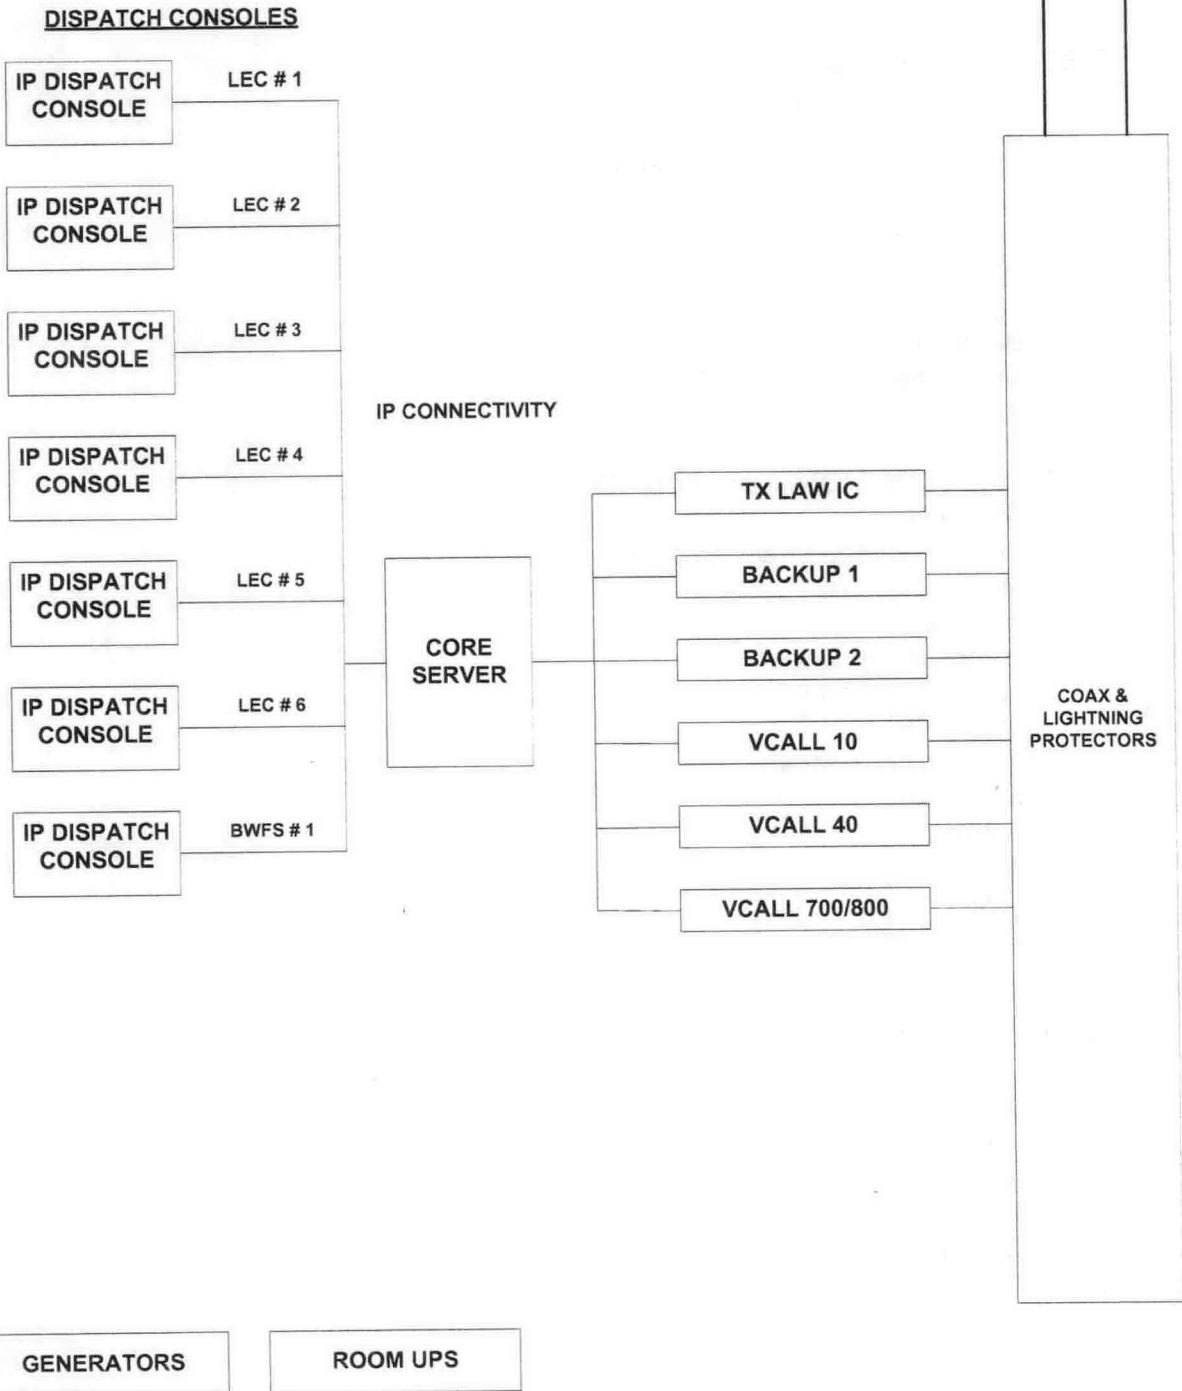 DISPATCH CONSOLES
IP DISPATCH
CONSOLE
LEC # 1
IP DISPATCH
CONSOLE
LEC # 2
IP DISPATCH
CONSOLE
LEC # 3
IP CONNECTIVITY
IP DISPATCH
CONSOLE
LEC # 4
IP DISPATCH
CONSOLE
LEC # 5
IP DISPATCH
CONSOLE
LEC # 6
IP DISPATCH
CONSOLE
BWFS # 1
CORE
SERVER
TX LAW IC
BACKUP 1
BACKUP 2
VCALL 10
VCALL 40
VCALL 700/800
COAX &
LIGHTNING
PROTECTORS
GENERATORS
ROOM UPS